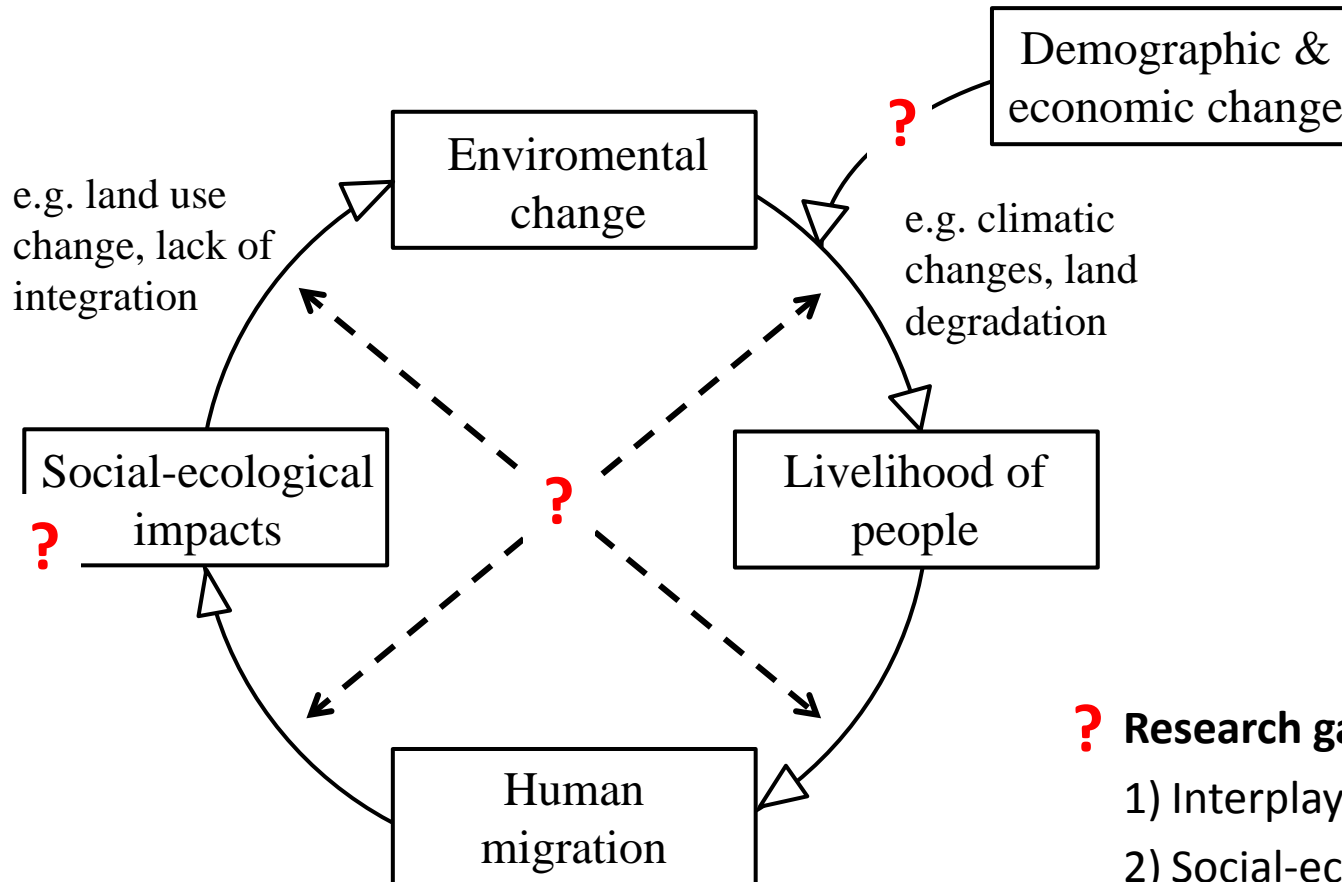 Demographic &
economic change
?
Enviromental
change
e.g. land use
change, lack of
integration
e.g. climatic
changes, land
degradation
Social-ecological
impacts
?
?
Livelihood of
people
Human
migration
? Research ga
1) Interplay
2) Social-ec